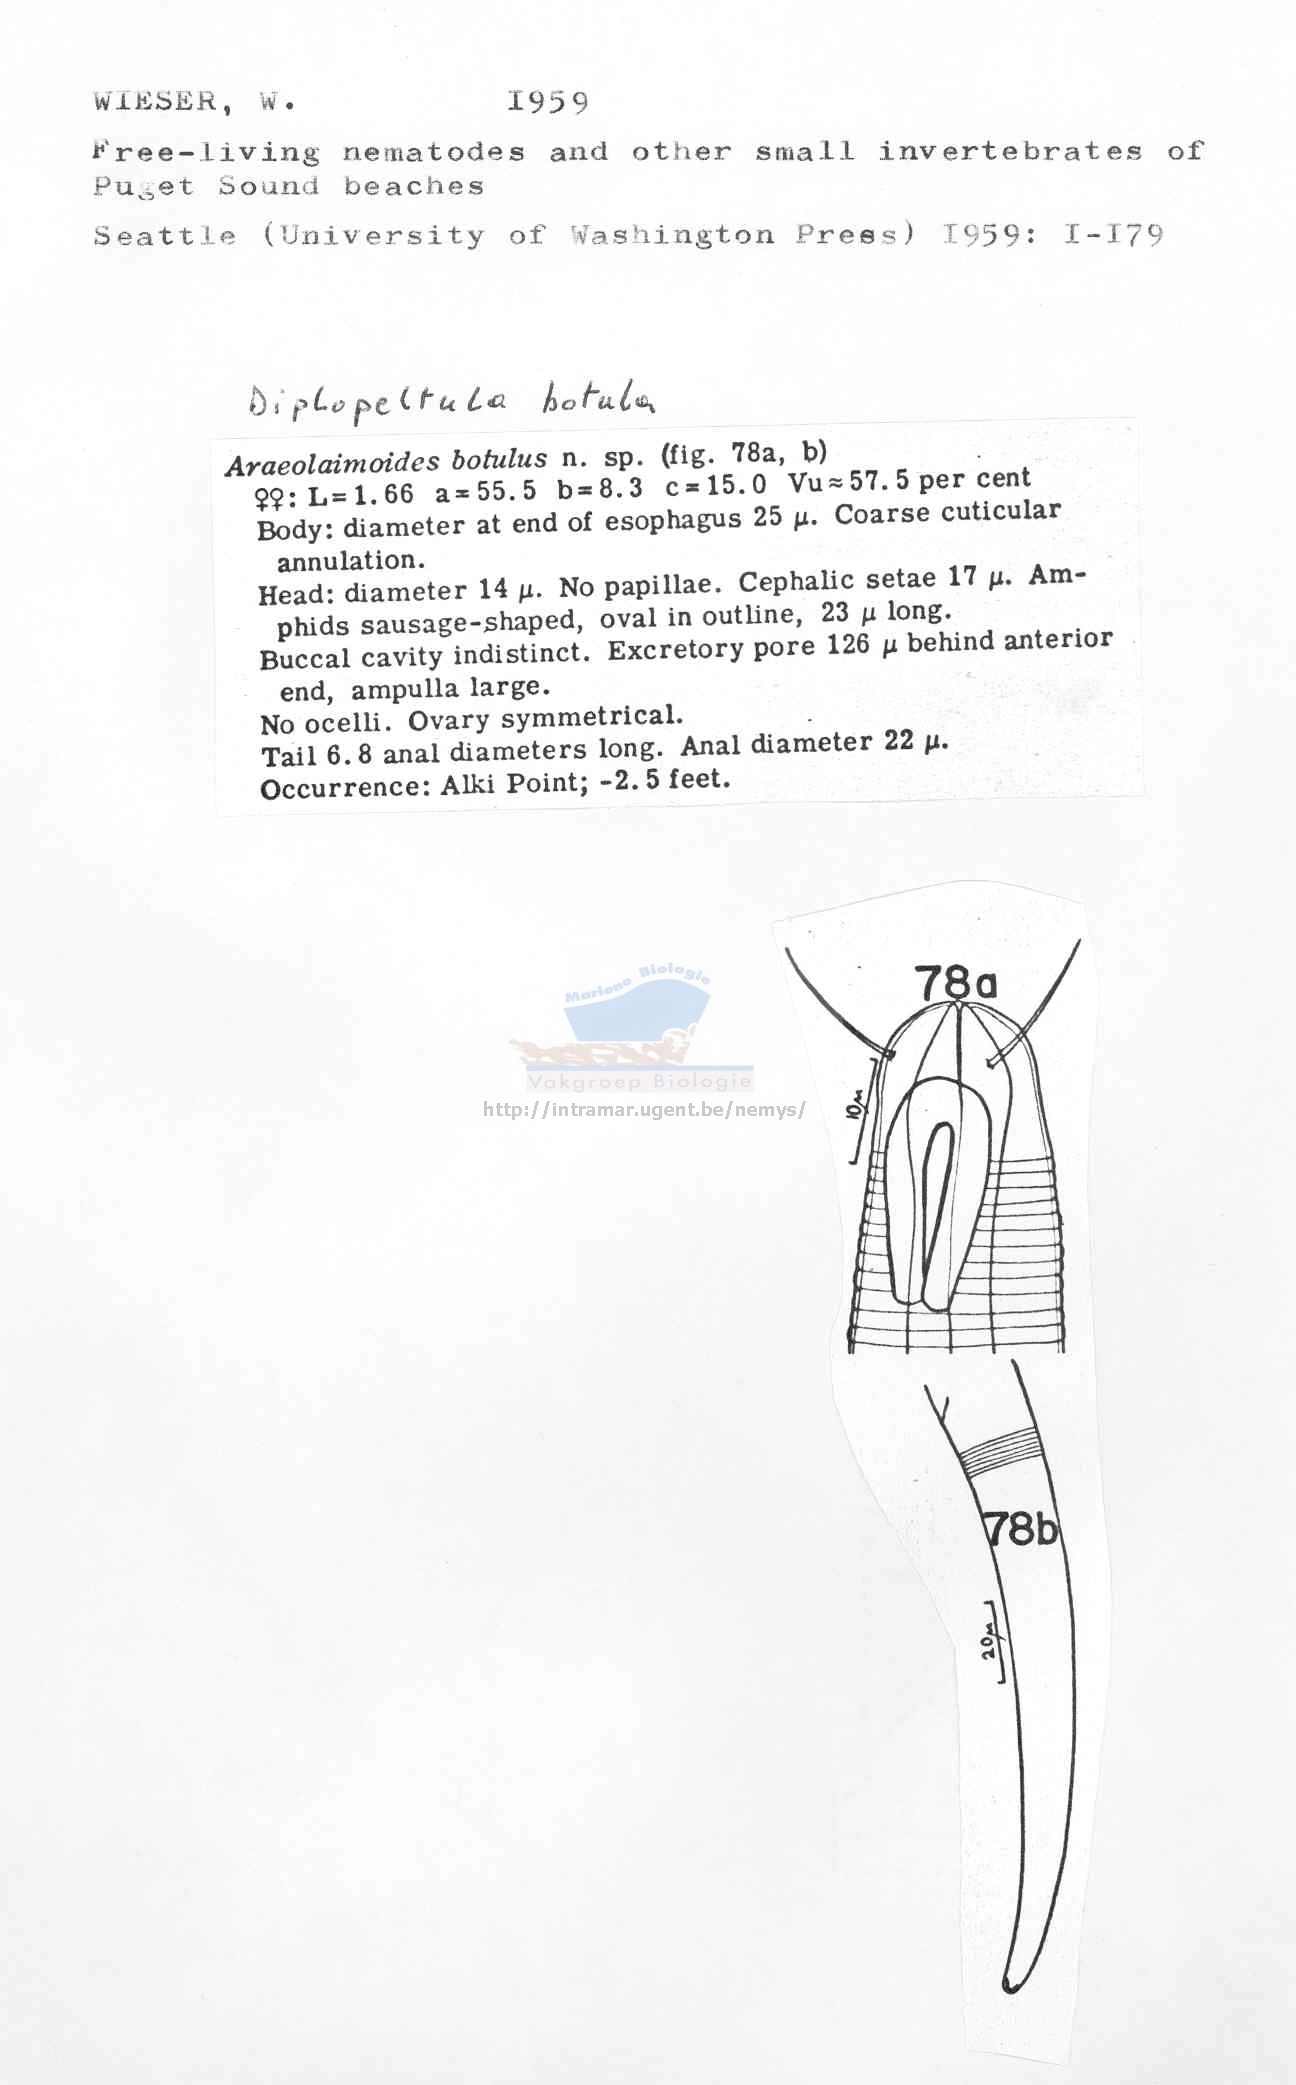 WIESER, W. I959
Free-living nematodes and other small invertebrates of
Puget Sound beaches
Seattle (University of Washington Press) I959: I-I79
Diplopeltula botula
Araeolaimoides botulus n. sp. (fig. 78a, b)
♀♀: L=1.66 a=55.5 b=8.3 c=15.0 Vu≈57.5 per cent
Body: diameter at end of esophagus 25 μ. Coarse cuticular
annulation.
Head: diameter 14 μ. No papillae. Cephalic setae 17 μ. Am-
phids sausage-shaped, oval in outline, 23 μ long.
Buccal cavity indistinct. Excretory pore 126 μ behind anterior
end, ampulla large.
No ocelli. Ovary symmetrical.
Tail 6.8 anal diameters long. Anal diameter 22 μ.
Occurrence: Alki Point; -2.5 feet.
78a
Mariene Biologie
Vakgroep Biologie
http://intramar.ugent.be/nemys/
10μ
78b
20μ